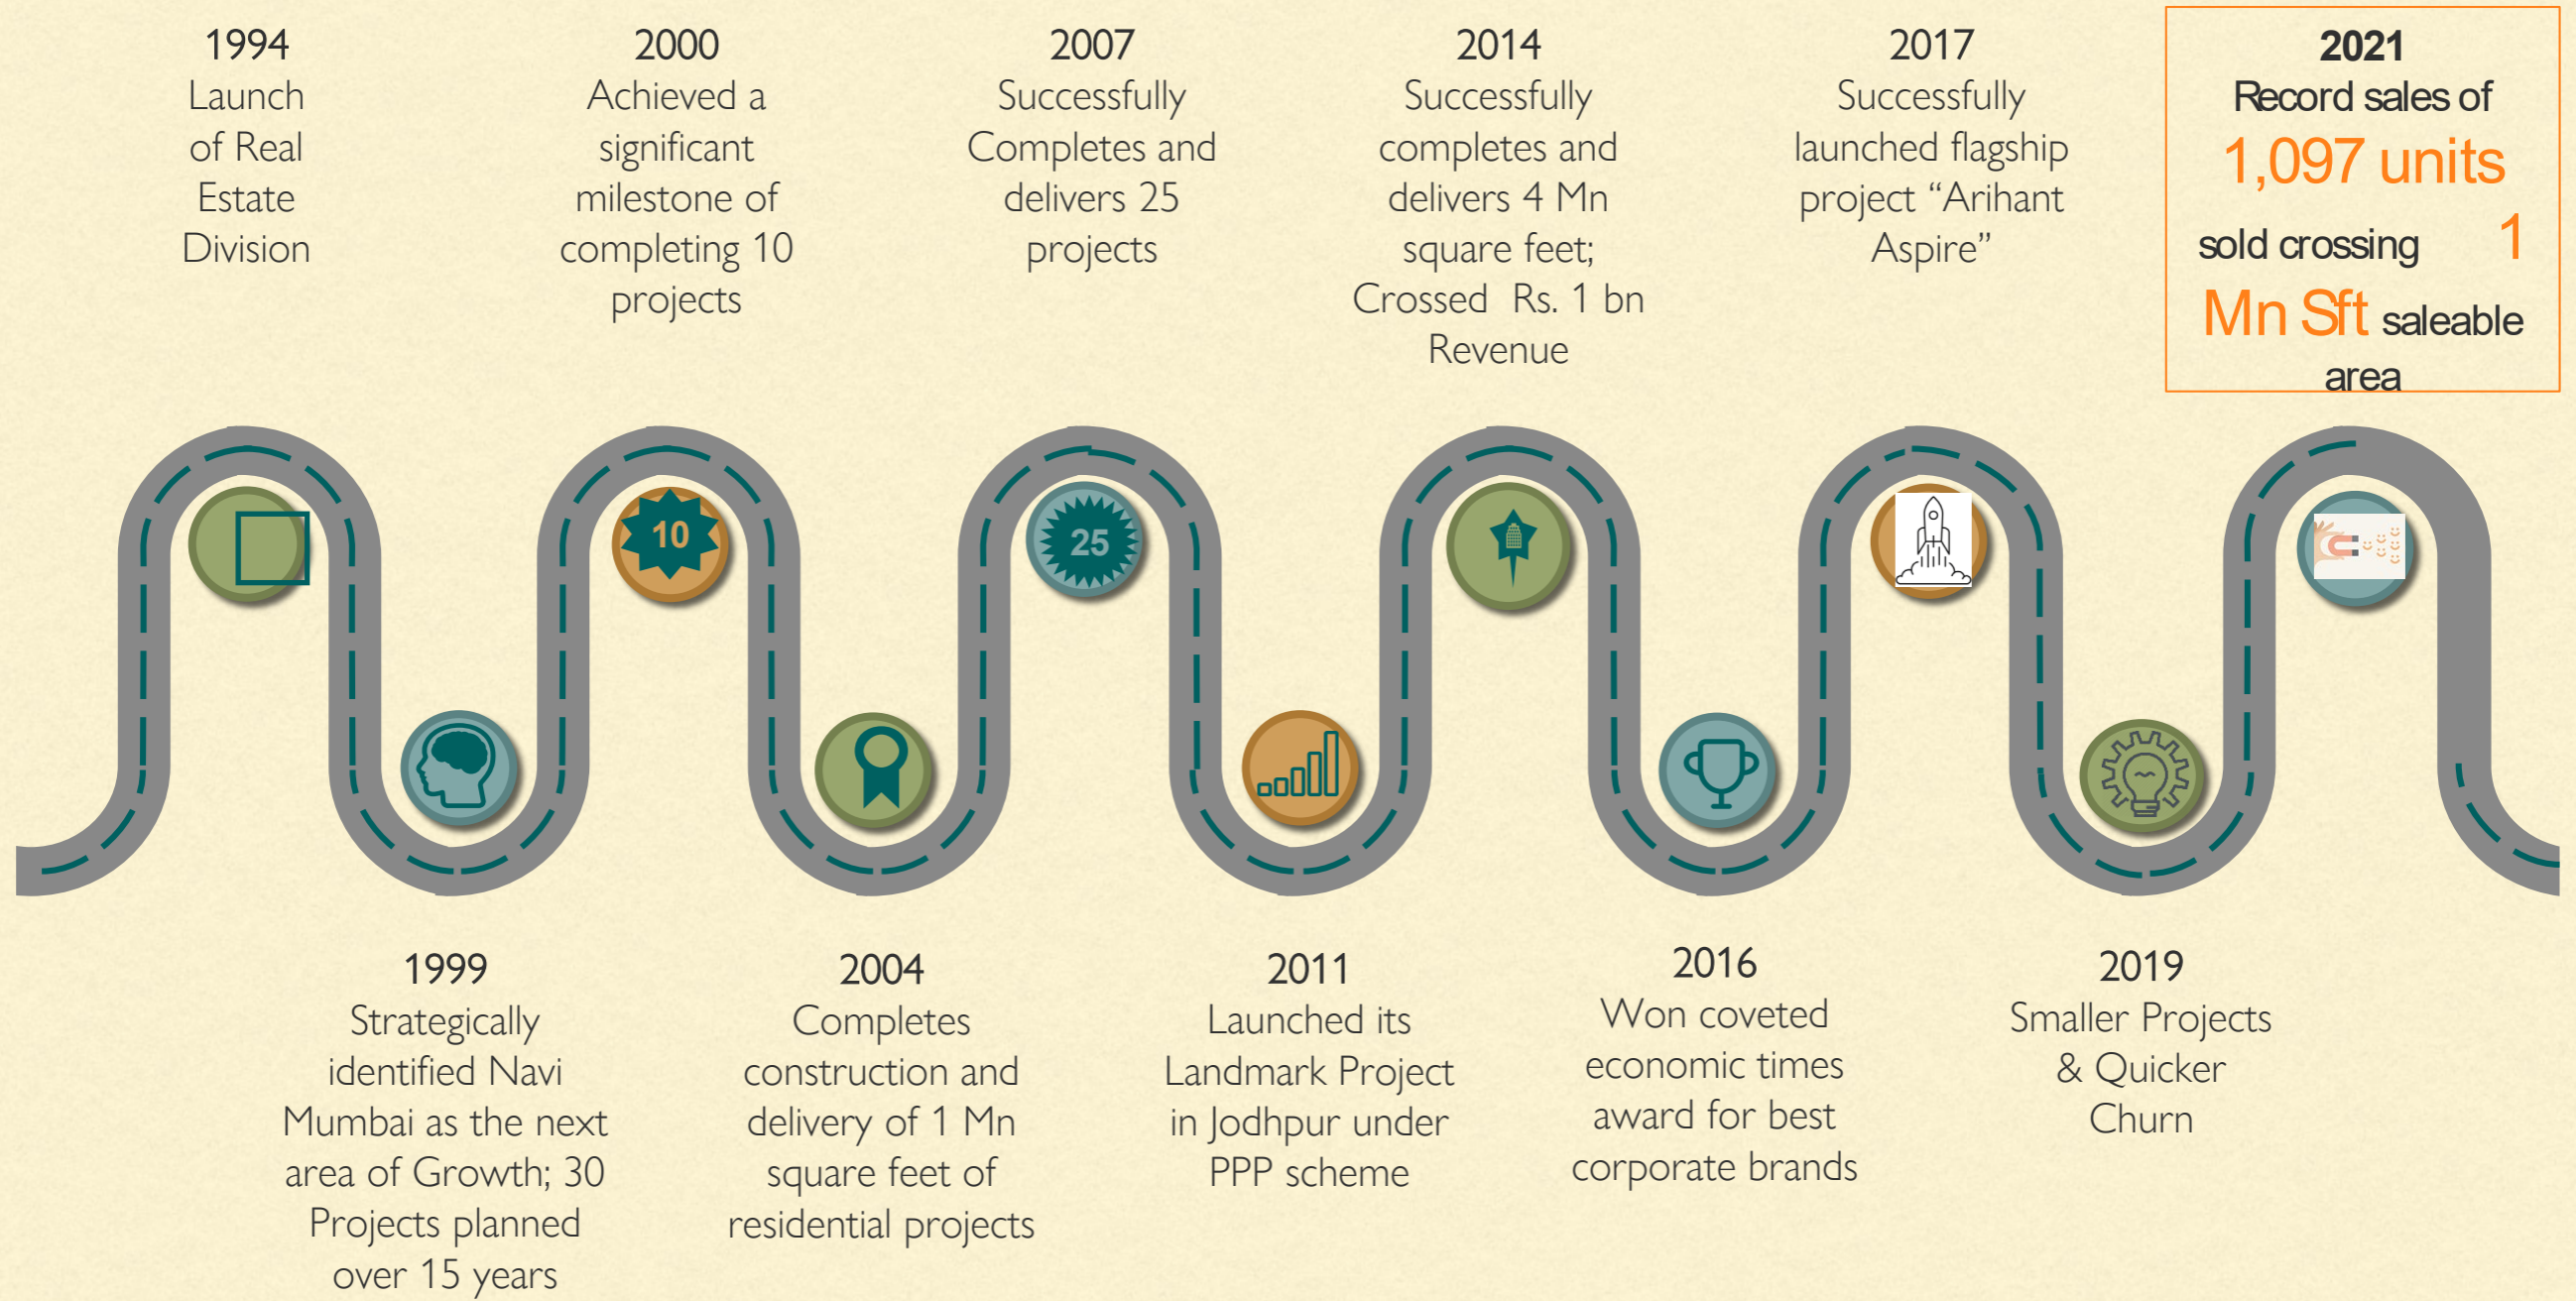 1994
Launch
of Real
Estate
Division
2000
Achieved a
significant
milestone of
completing 10
projects
2007
Successfully
Completes and
delivers 25
projects
2014
Successfully
completes and
delivers 4 Mn
square feet;
Crossed Rs. 1 bn
Revenue
2017
Successfully
launched flagship
project “Arihant
Aspire”
2021
Record sales of
1,097 units
sold crossing 1
Mn Sft saleable
area
10
25
1999
Strategically
identified Navi
Mumbai as the next
area of Growth; 30
Projects planned
over 15 years
2004
Completes
construction and
delivery of 1 Mn
square feet of
residential projects
2011
Launched its
Landmark Project
in Jodhpur under
PPP scheme
2016
Won coveted
economic times
award for best
corporate brands
2019
Smaller Projects
& Quicker
Churn